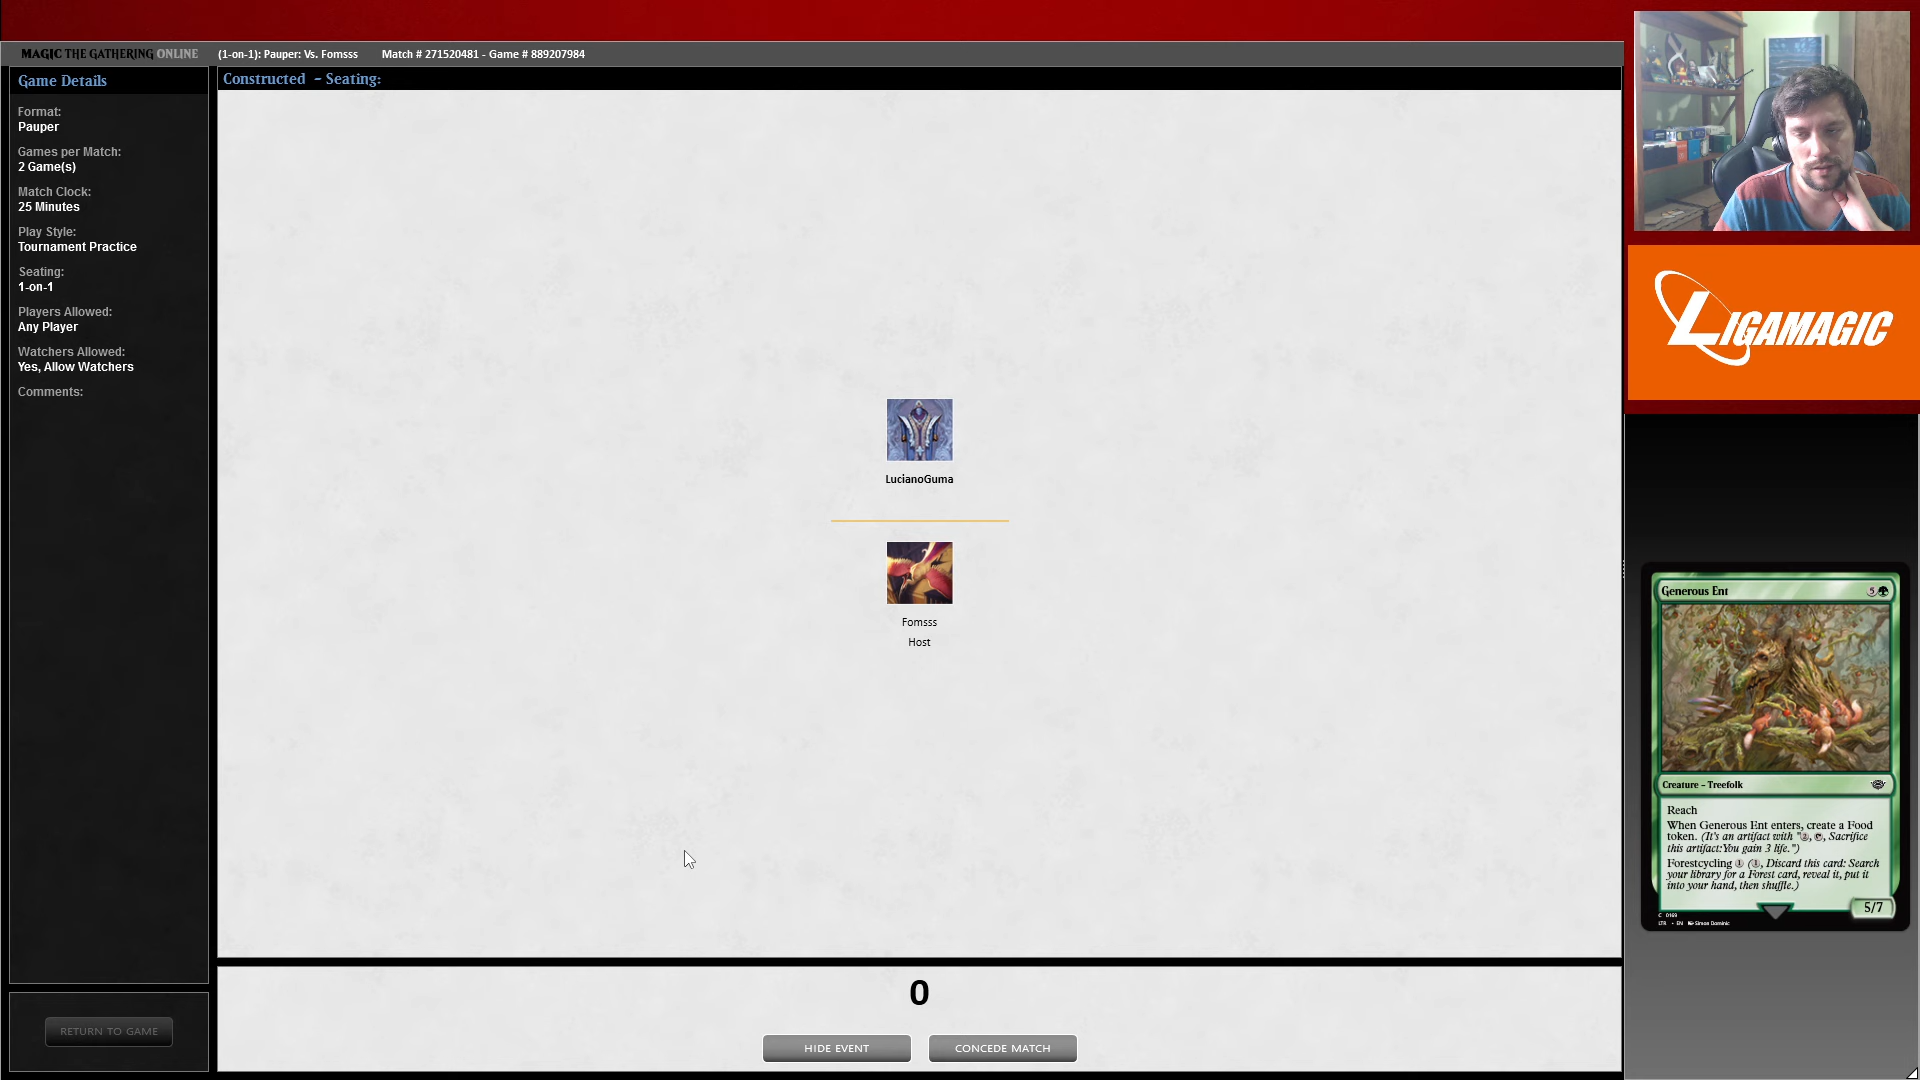 MAGIC THE GATHERING ONLINE
(1-on-1): Pauper: Vs. Fomsss
Match # 271520481 - Game # 889207984
Game Details
Format:
Pauper
Games per Match:
2 Game(s)
Match Clock:
25 Minutes
Play Style:
Tournament Practice
Seating:
1-on-1
Players Allowed:
Any Player
Watchers Allowed:
Yes, Allow Watchers
Comments:
RETURN TO GAME
Constructed - Seating:
LucianoGuma
Fomsss
Host
0
HIDE EVENT
CONCEDE MATCH
LIGAMAGIC
Generous Ent
5
Creature - Treefolk
Reach
When Generous Ent enters, create a Food
token. (It's an artifact with "2, , Sacrifice
this artifact:You gain 3 life.")
Forestcycling 1 (1, Discard this card: Search
your library for a Forest card, reveal it, put it
into your hand, then shuffle.)
5/7
C 0169
LTR • EN Simon Dominic